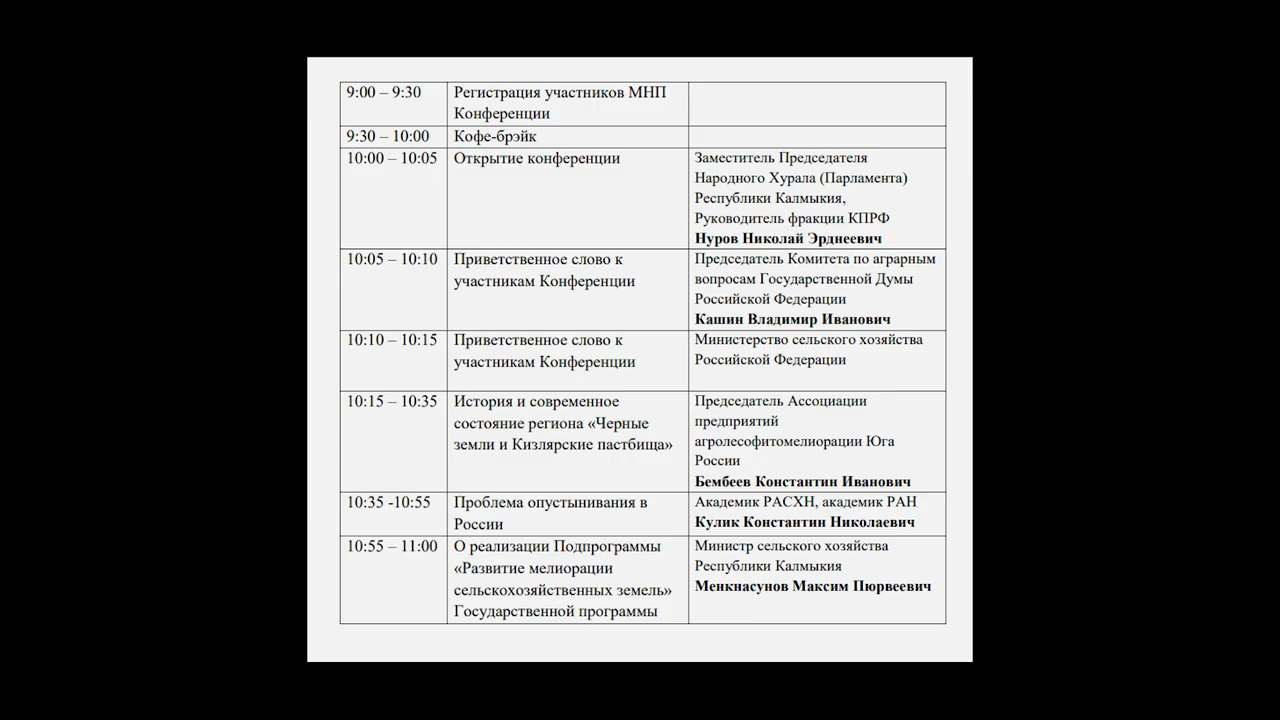 9:00 – 9:30
Регистрация участников МНП
Конференции
9:30 – 10:00
Кофе-брэйк
10:00 – 10:05
Открытие конференции
Заместитель Председателя
Народного Хурала (Парламента)
Республики Калмыкия,
Руководитель фракции КПРФ
Нуров Николай Эрднеевич
10:05 – 10:10
Приветственное слово к
участникам Конференции
Председатель Комитета по аграрным
вопросам Государственной Думы
Российской Федерации
Кашин Владимир Иванович
10:10 – 10:15
Приветственное слово к
участникам Конференции
Министерство сельского хозяйства
Российской Федерации
10:15 – 10:35
История и современное
состояние региона «Черные
земли и Кизлярские пастбища»
Председатель Ассоциации
предприятий
агролесофитомелиорации Юга
России
Бембеев Константин Иванович
10:35 -10:55
Проблема опустынивания в
России
Академик РАСХН, академик РАН
Кулик Константин Николаевич
10:55 – 11:00
О реализации Подпрограммы
«Развитие мелиорации
сельскохозяйственных земель»
Государственной программы
Министр сельского хозяйства
Республики Калмыкия
Менкнасунов Максим Пюрвеевич